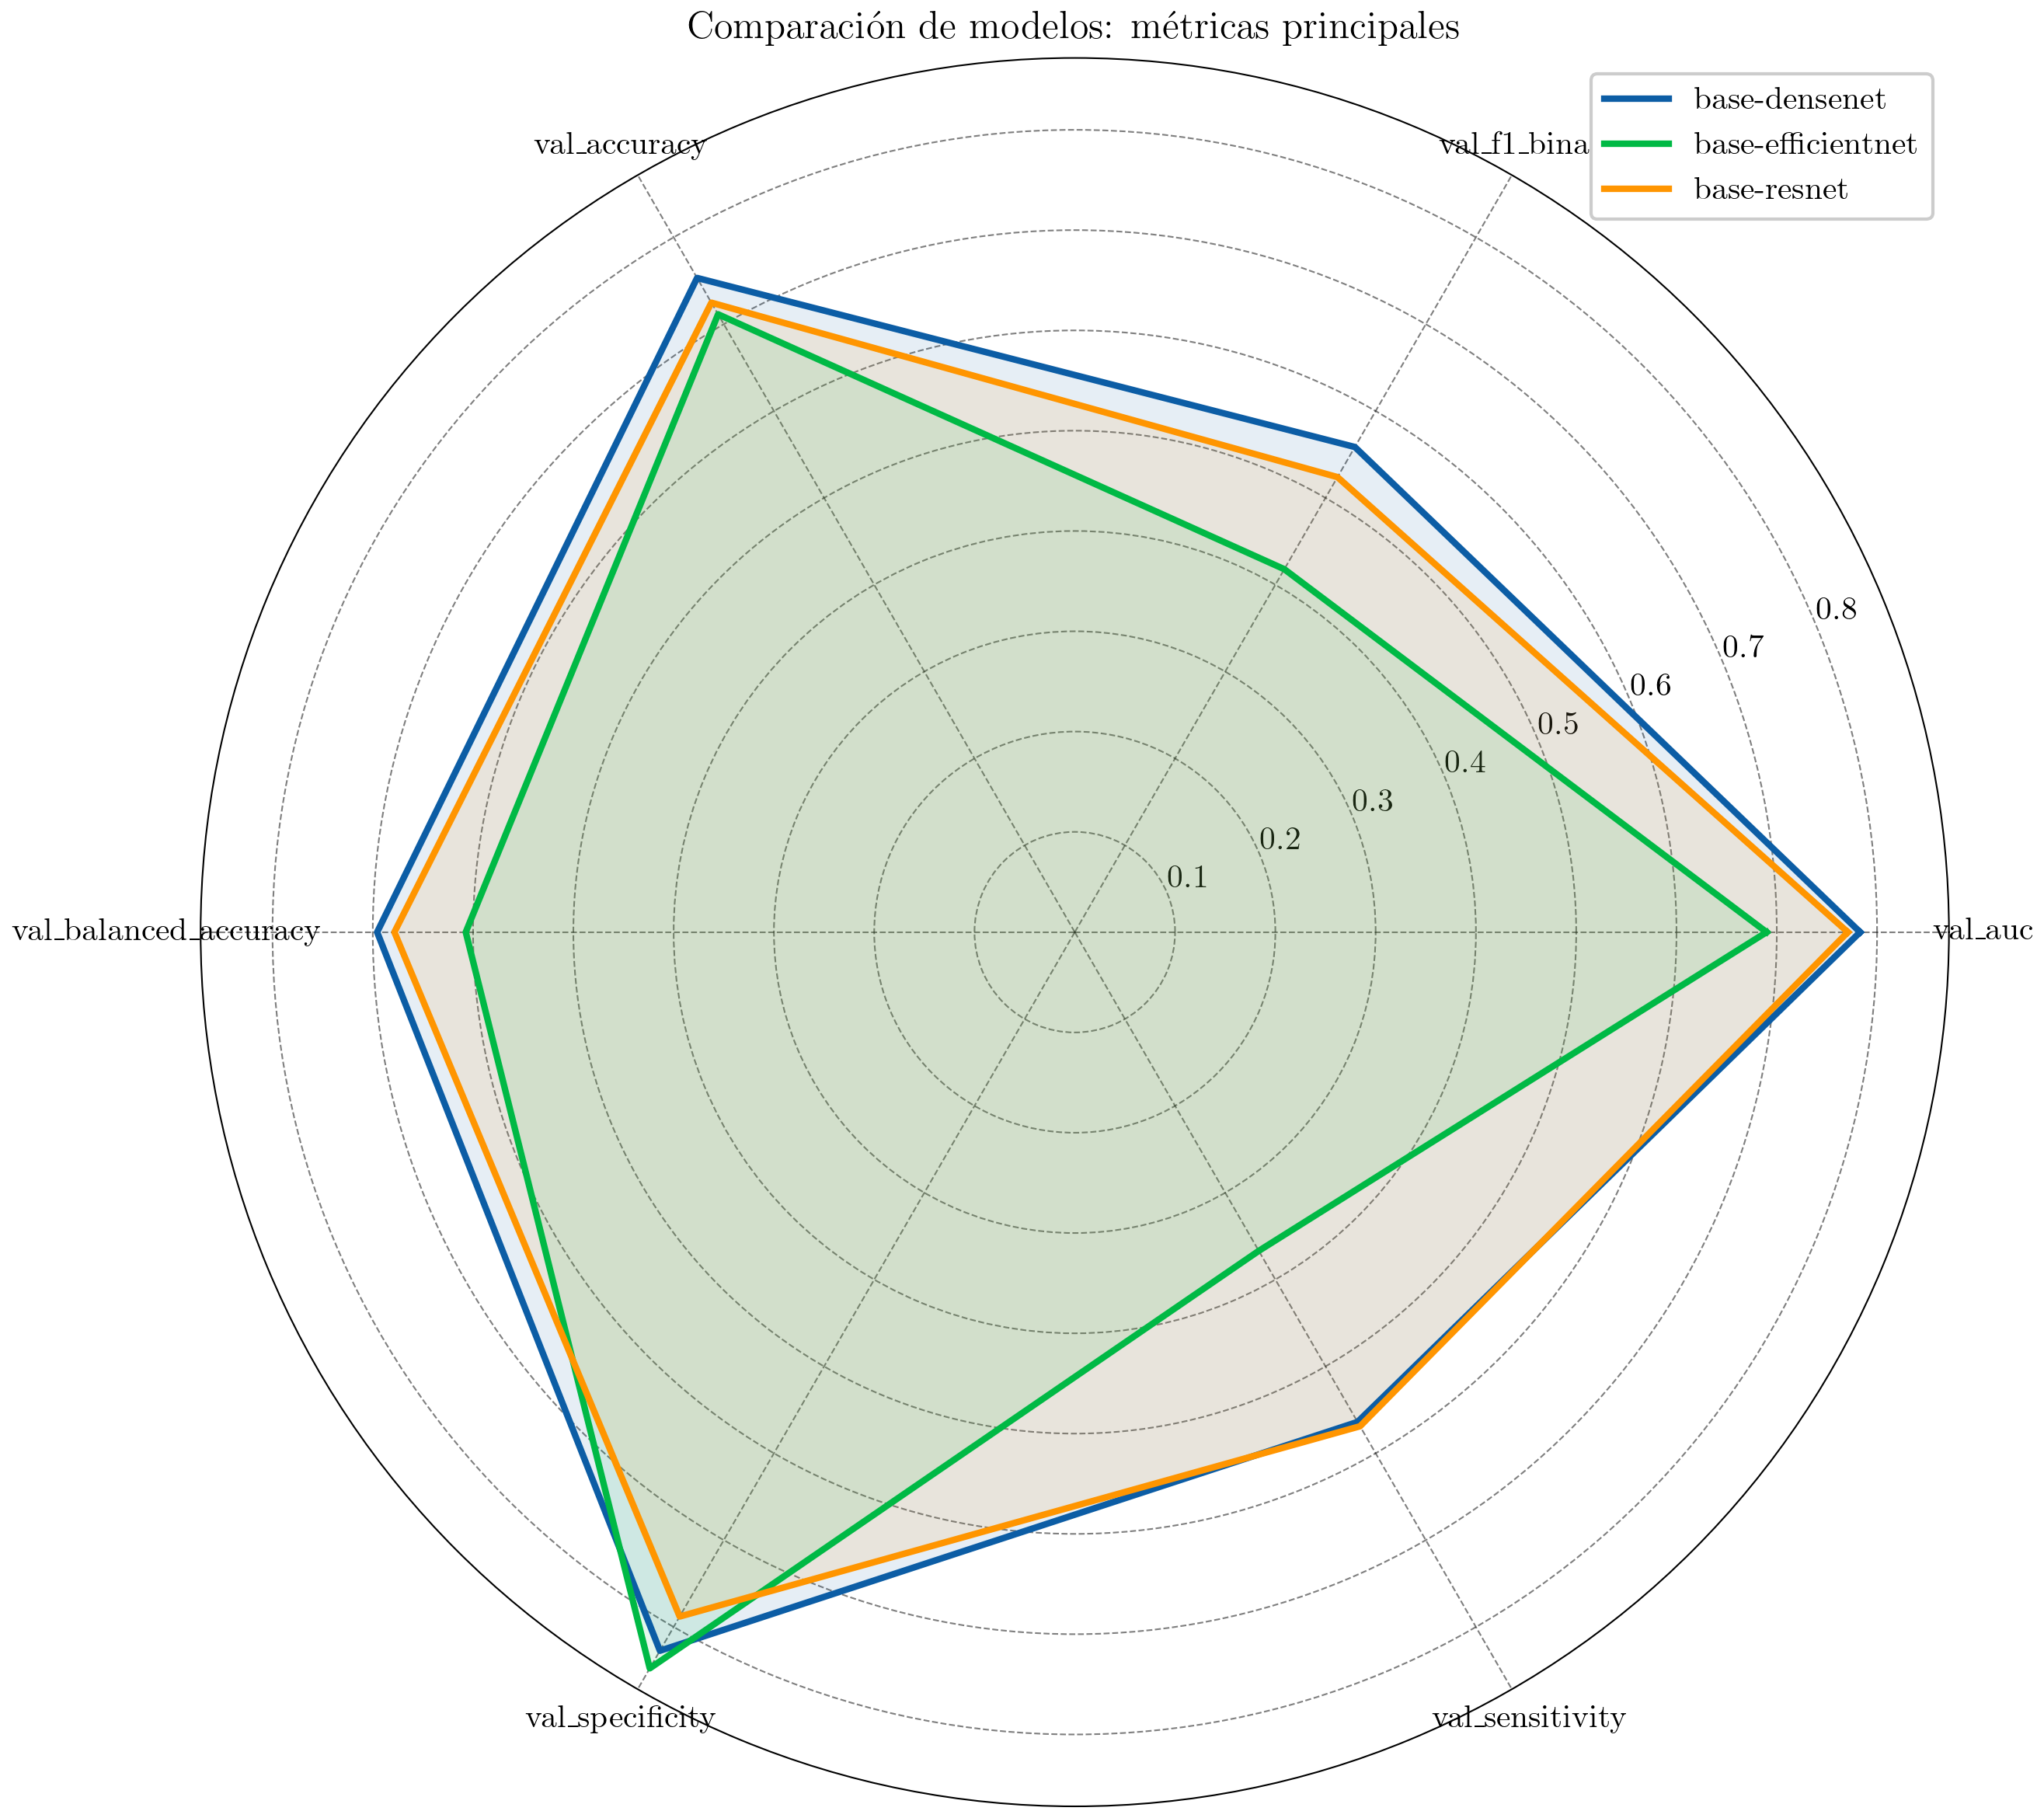 Comparación de modelos: métricas principales
base-densenet
base-efficientnet
base-resnet
val_accuracy
val_f1_bina
0.8
0.7
0.6
0.5
0.4
0.3
0.2
0.1
val_balanced_accuracy
val_auc
val_specificity
val_sensitivity